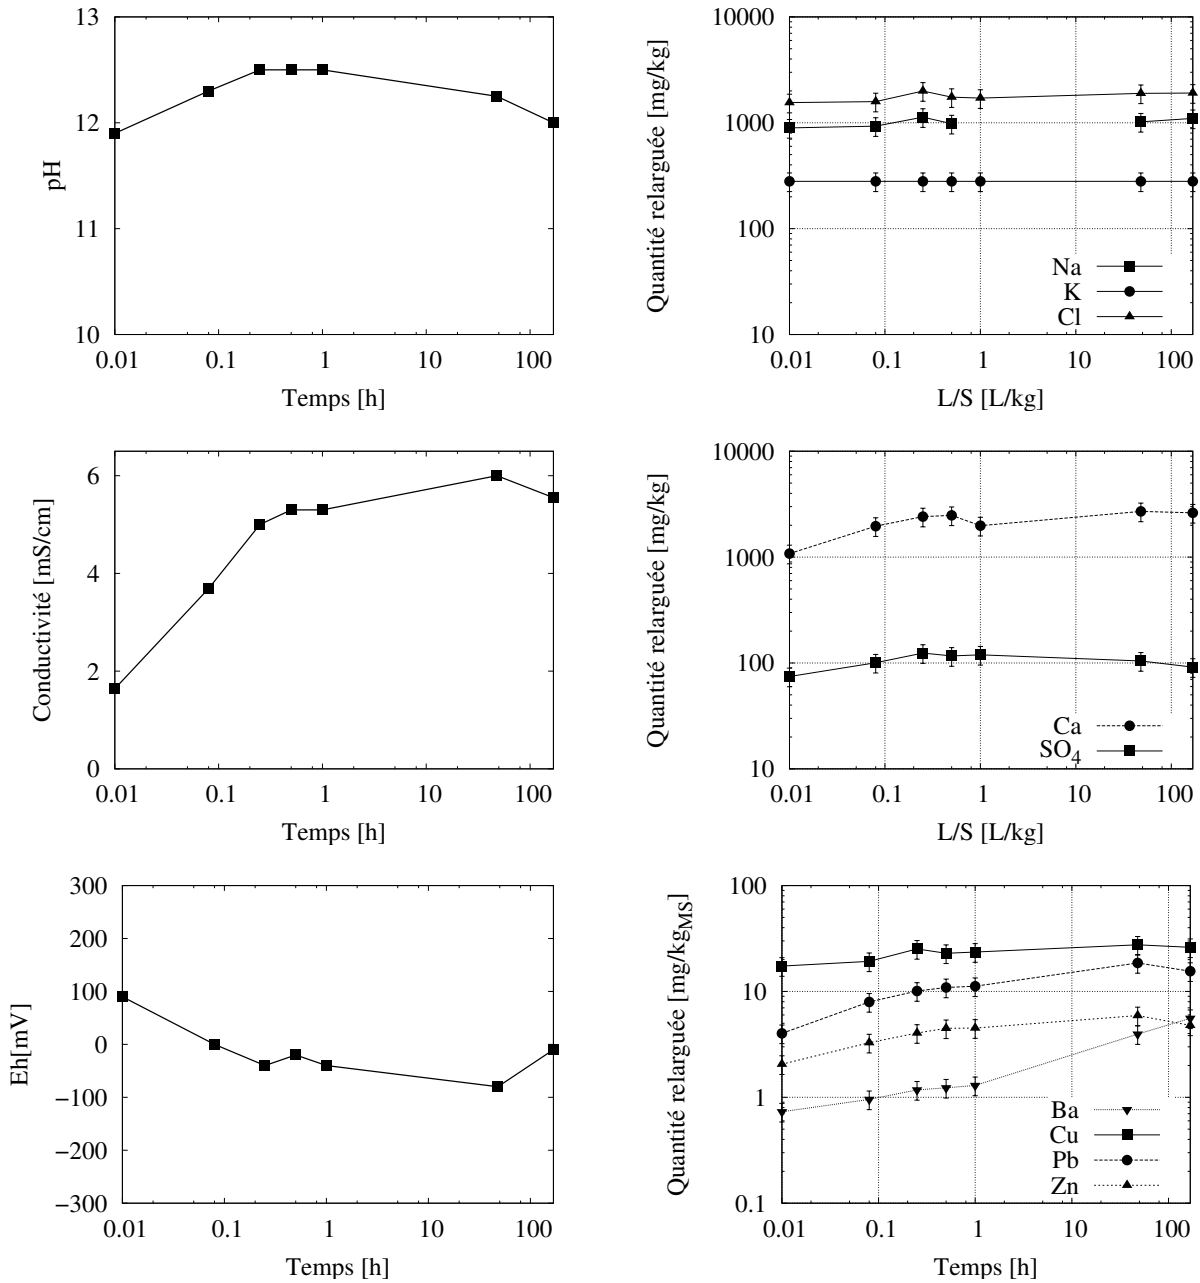 13
12
11
10
pH
0.01 0.1 1 10 100
Temps [h]
10000
1000
100
10
Quantité relarguée [mg/kg]
Na
K
Cl
0.01 0.1 1 10 100
L/S [L/kg]
6
4
2
0
Conductivité [mS/cm]
0.01 0.1 1 10 100
Temps [h]
10000
1000
100
10
Quantité relarguée [mg/kg]
Ca
SO4
0.01 0.1 1 10 100
L/S [L/kg]
300
200
100
0
−100
−200
−300
Eh[mV]
0.01 0.1 1 10 100
Temps [h]
100
10
1
0.1
Quantité relarguée [mg/kgMS]
Ba
Cu
Pb
Zn
0.01 0.1 1 10 100
Temps [h]